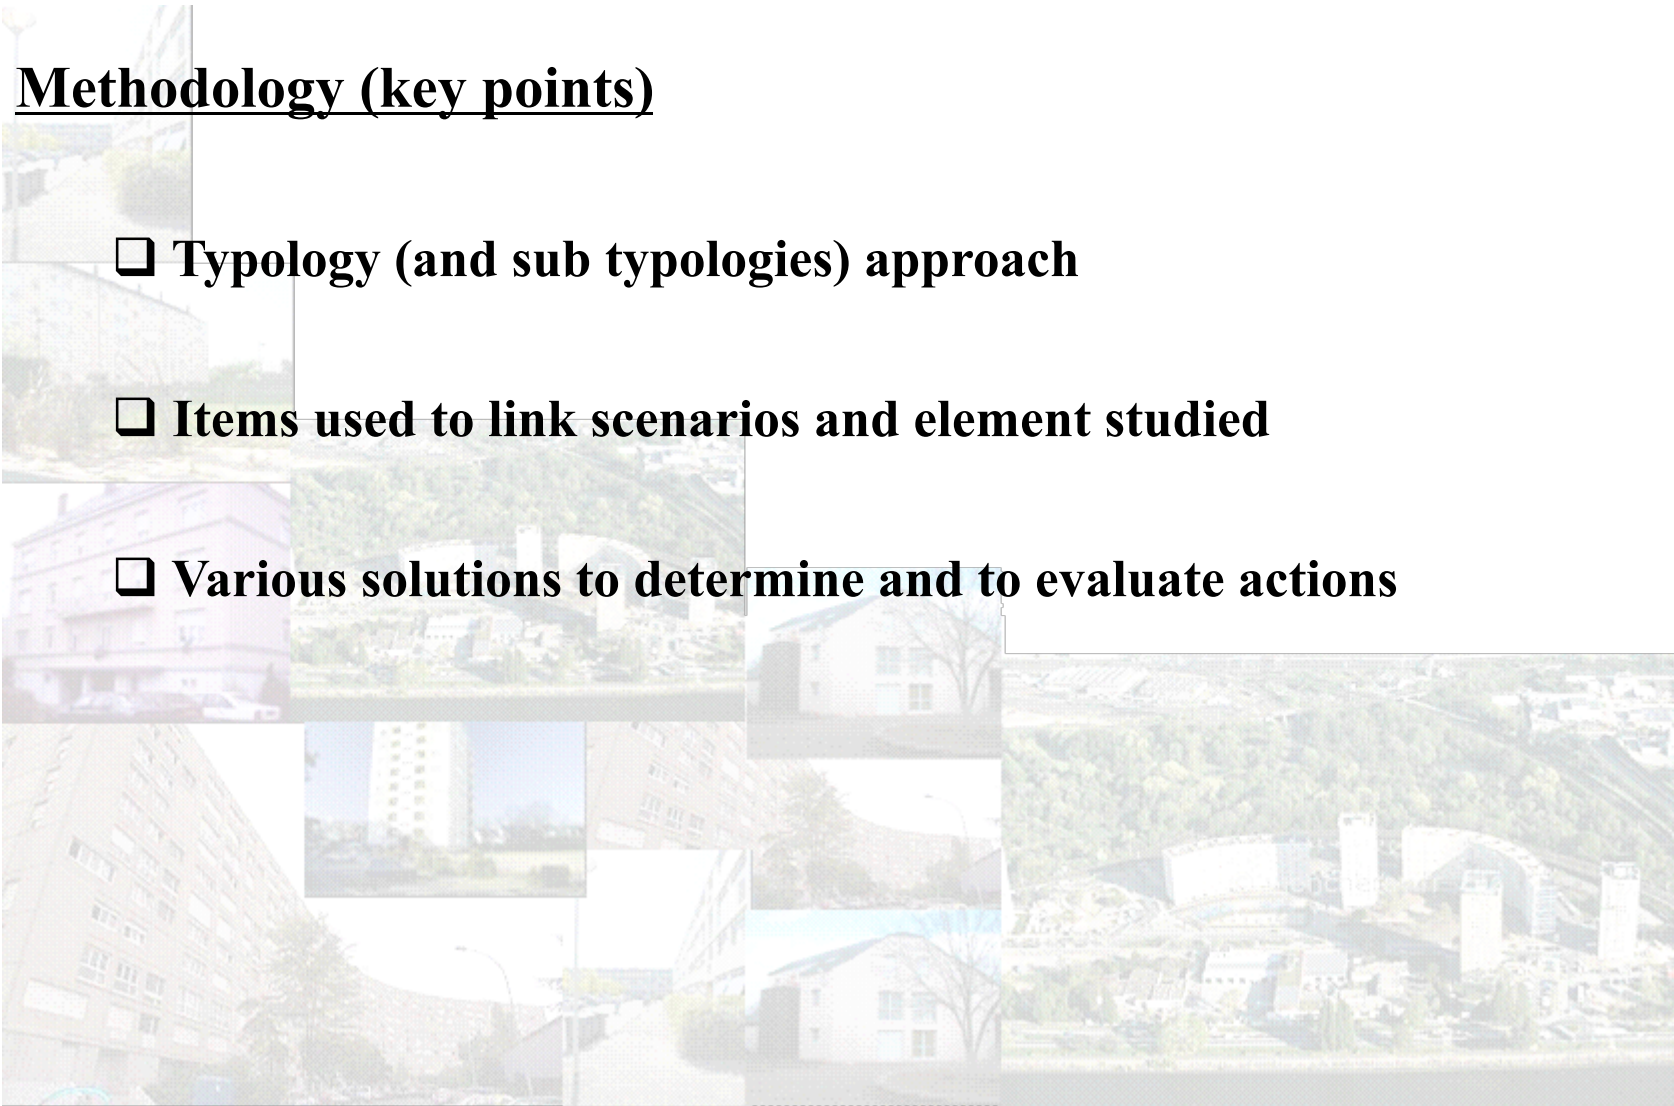 Methodology (key points)
❑ Typology (and sub typologies) approach
❑ Items used to link scenarios and element studied
❑ Various solutions to determine and to evaluate actions